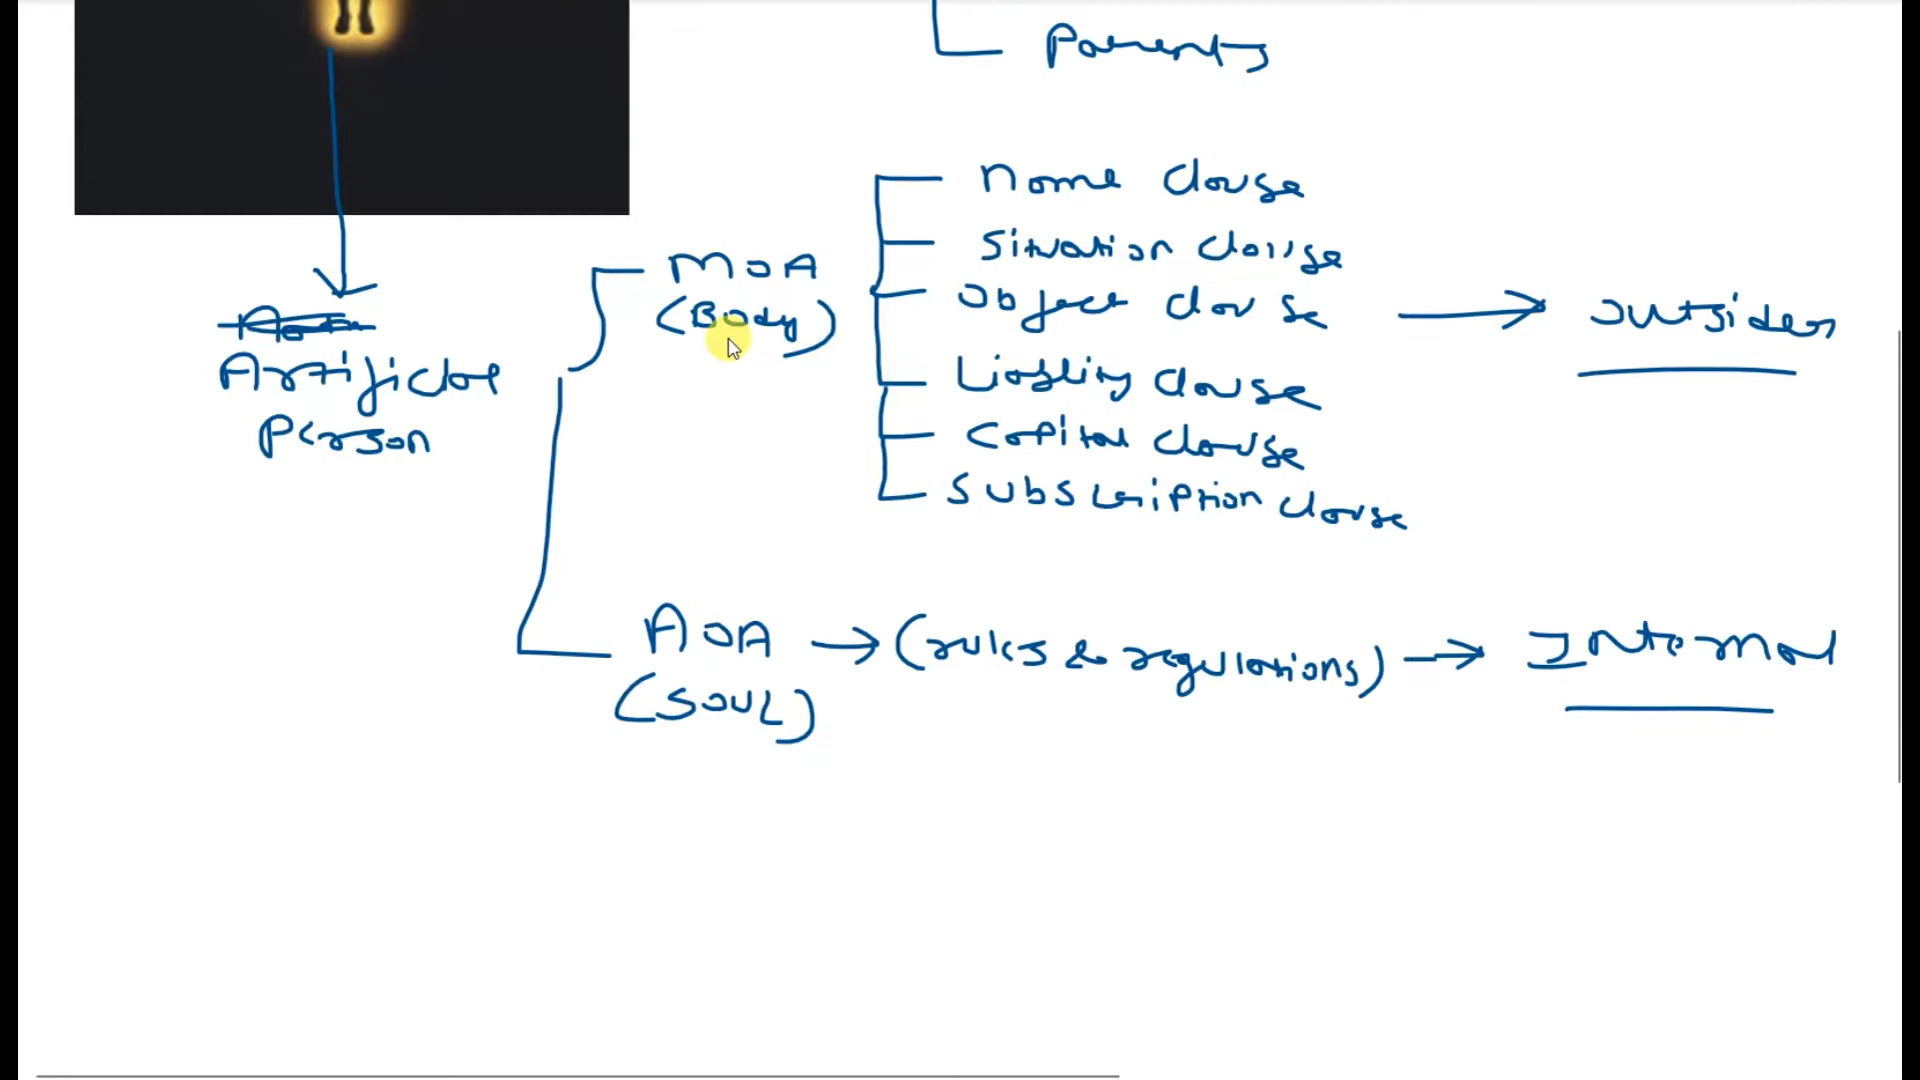 Parents
Name clause
Situation clause
MOA
(Body)
Object clause → outsider
Liability clause
Artificial
Person
Capital clause
Subscription clause
AOA → (rules & regulations) → Internal
(SOUL)